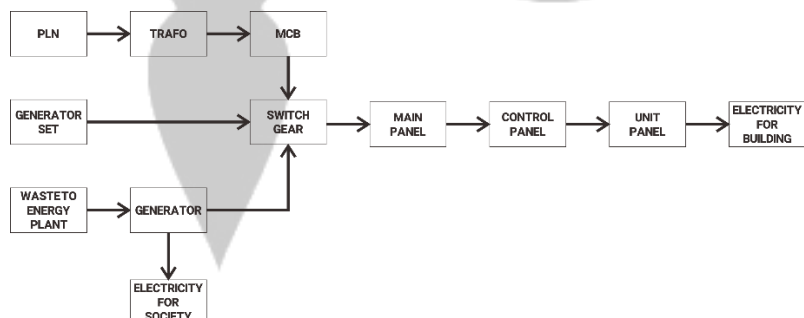 PLN
TRAFO
MCB
GENERATOR
SET
SWITCH
GEAR
MAIN
PANEL
CONTROL
PANEL
UNIT
PANEL
ELECTRICITY
FOR
BUILDING
WASTETO
ENERGY
PLANT
GENERATOR
ELECTRICITY
FOR
SOCIETY